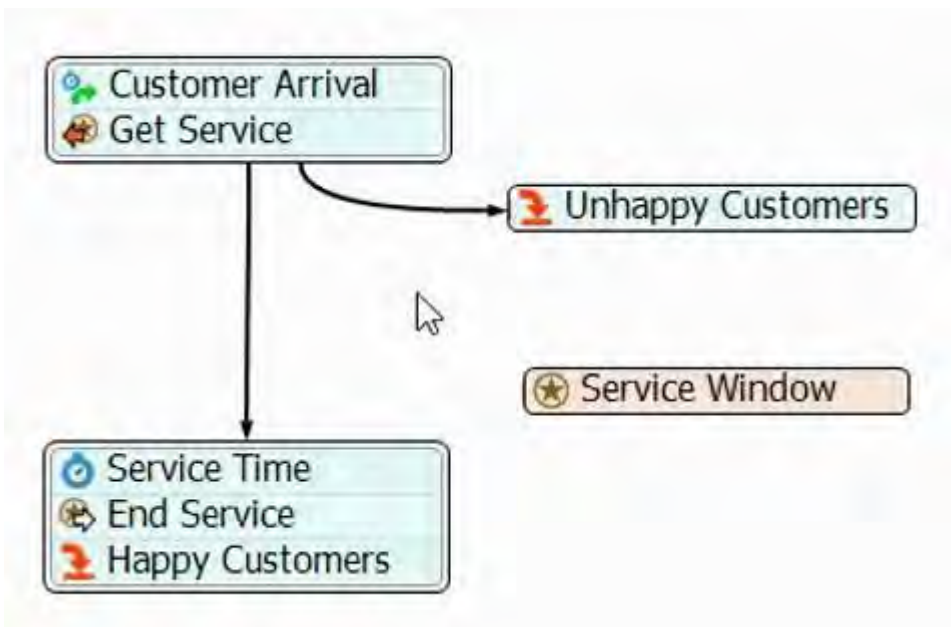 Customer Arrival
Get Service
Unhappy Customers
Service Window
Service Time
End Service
Happy Customers